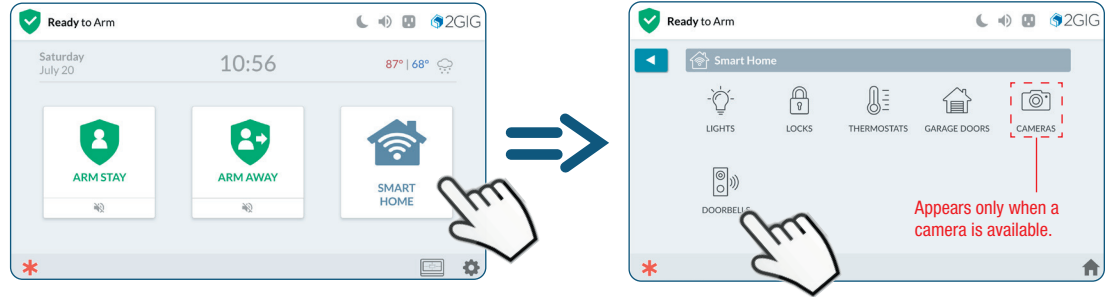 Ready to Arm
2GIG
Saturday
July 20
10:56
87° | 68°
ARM STAY
ARM AWAY
SMART
HOME
Ready to Arm
2GIG
Smart Home
LIGHTS
LOCKS
THERMOSTATS
GARAGE DOORS
CAMERAS
DOORBELLS
Appears only when a
camera is available.